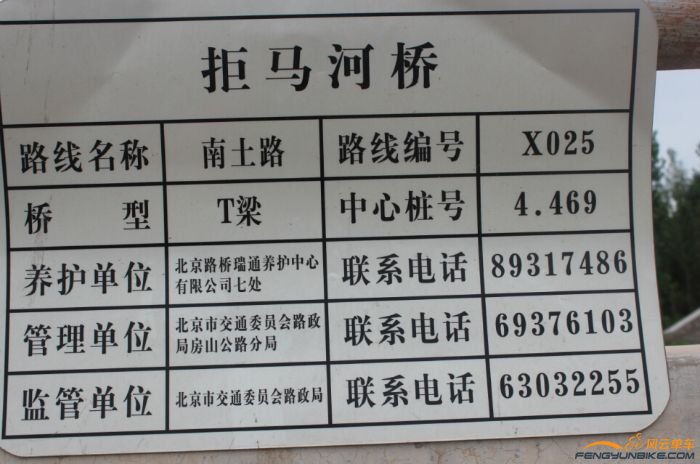 拒马河桥
路线名称 南土路 路线编号 X025
桥 型 T梁 中心桩号 4.469
养护单位 北京路桥瑞通养护中心 联系电话 89317486
有限公司七处
管理单位 北京市交通委员会路政 联系电话 69376103
局房山公路分局
监管单位 北京市交通委员会路政局 联系电话 63032255
风云单车
FENGYUNBIKE.COM